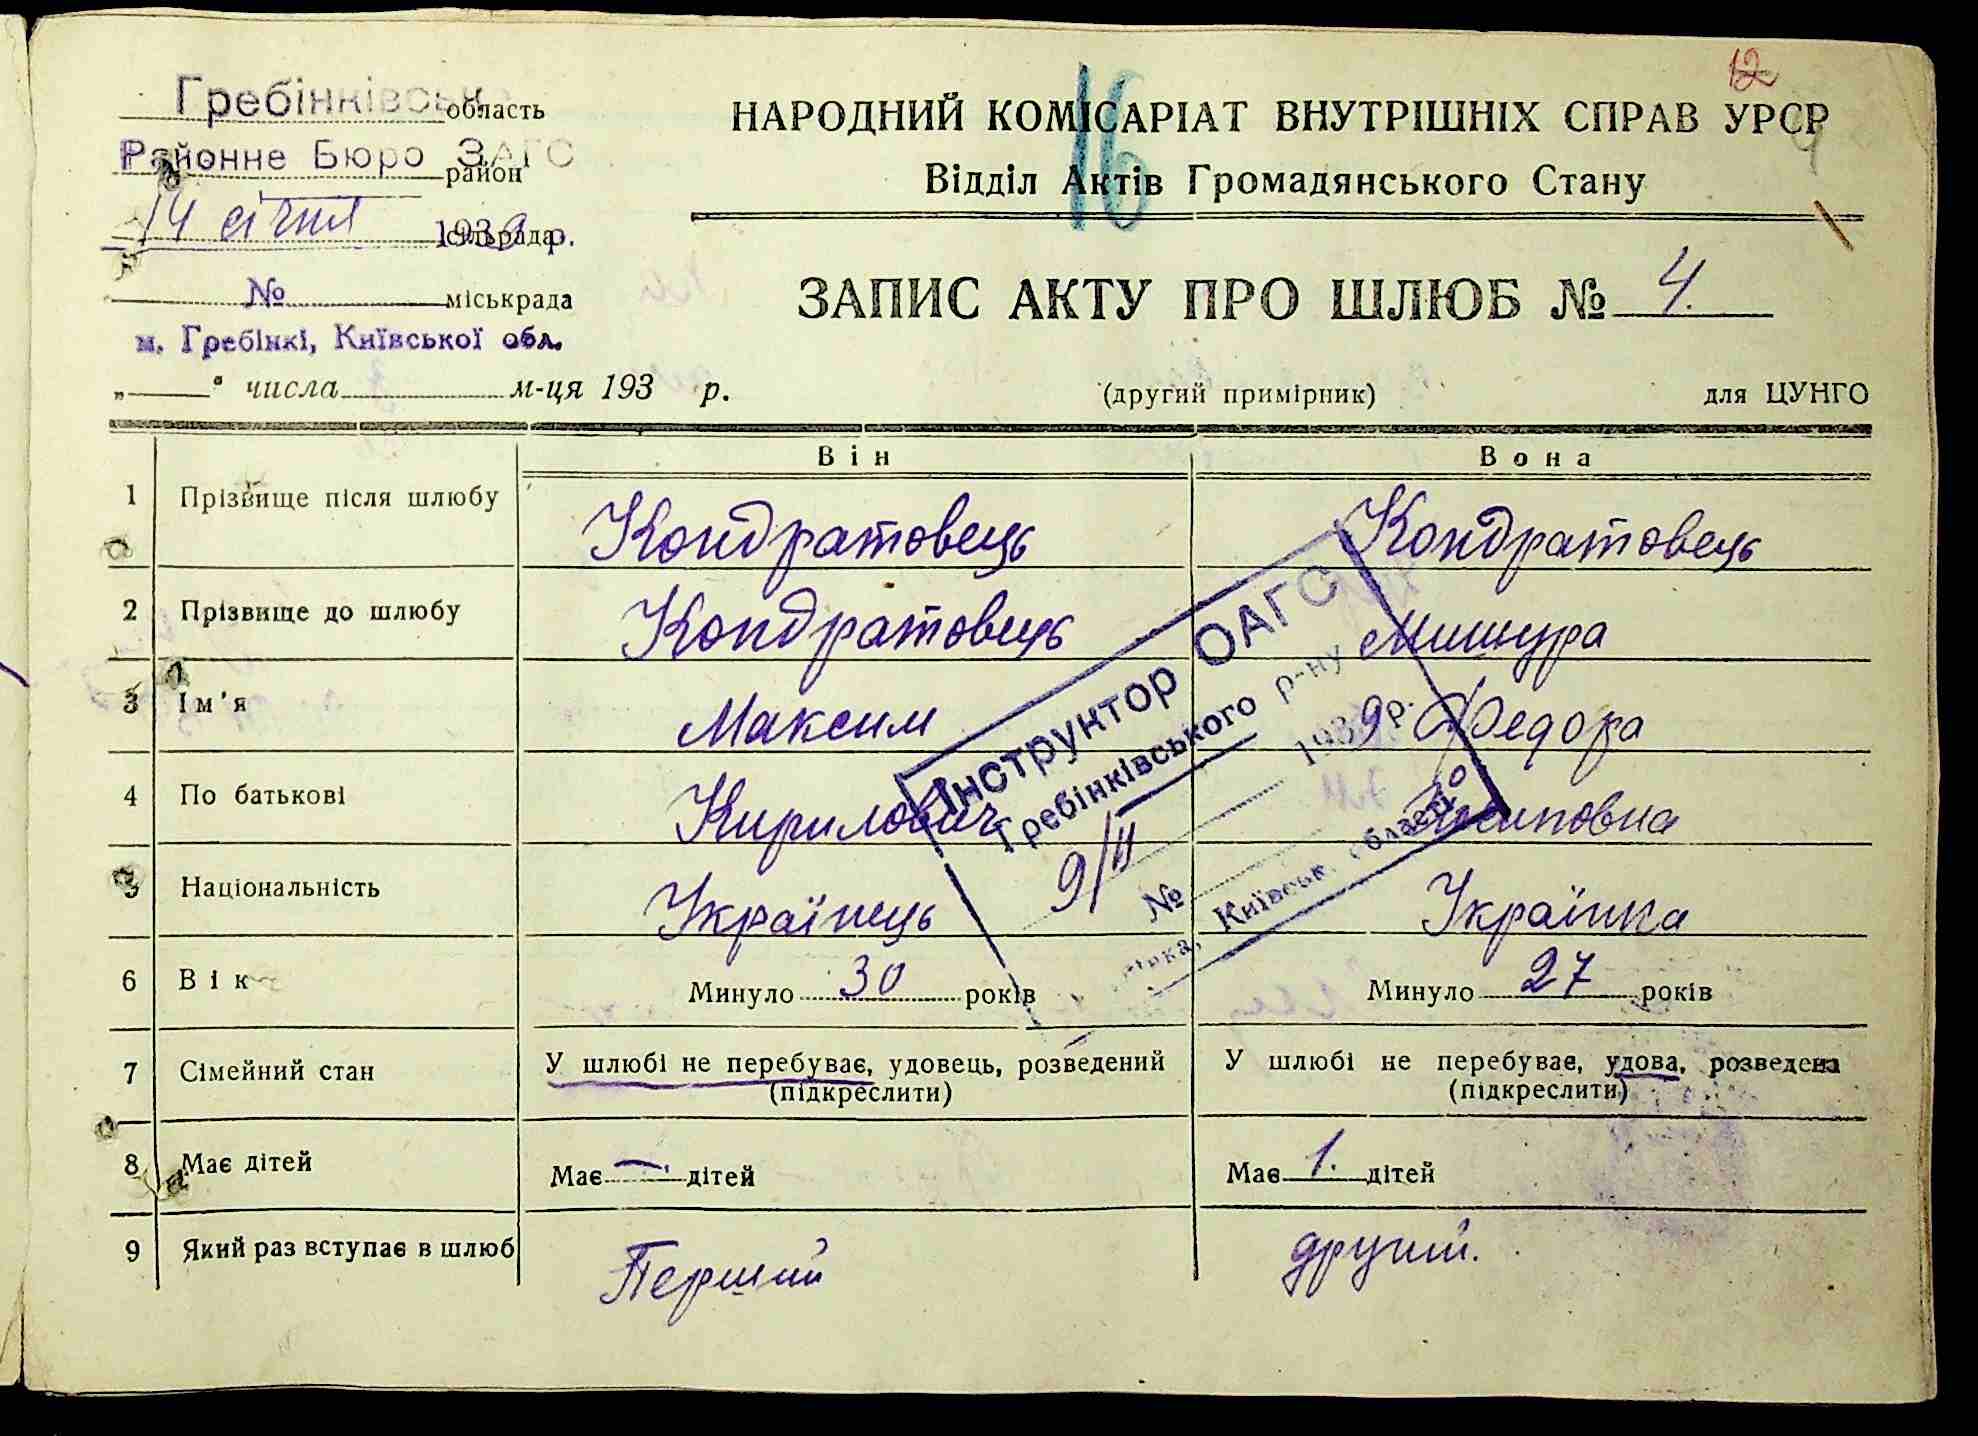 12
Гребінківськ область
НАРОДНИЙ КОМІСАРІАТ ВНУТРІШНІХ СПРАВ УРСР
Районне Бюро ЗАГС
район
16
Відділ Актів Громадянського Стану
14 січня 1939 р.
сільрада
№ міськрада
ЗАПИС АКТУ ПРО ШЛЮБ № 4.
м. Гребінкі, Київської обл.
„ “ числа м-ця 193 р.
(другий примірник)
для ЦУНГО
Він Вона
1 Прізвище після шлюбу Кондратовець Кондратовець
2 Прізвище до шлюбу Кондратовець Мишура
3 Ім'я Максим Федора
4 По батькові Кирилович
5 Національність Українець Українка
6 Вік Минуло 30 років Минуло 27 років
7 Сімейний стан У шлюбі не перебуває, удовець, розведений У шлюбі не перебуває, удова, розведена
(підкреслити) (підкреслити)
8 Має дітей Має — дітей Має 1. дітей
9 Який раз вступає в шлюб Перший другий.
Інструктор ОАГС
Гребінківського р-ну
9/II 1939 р.
№
Київськ. області